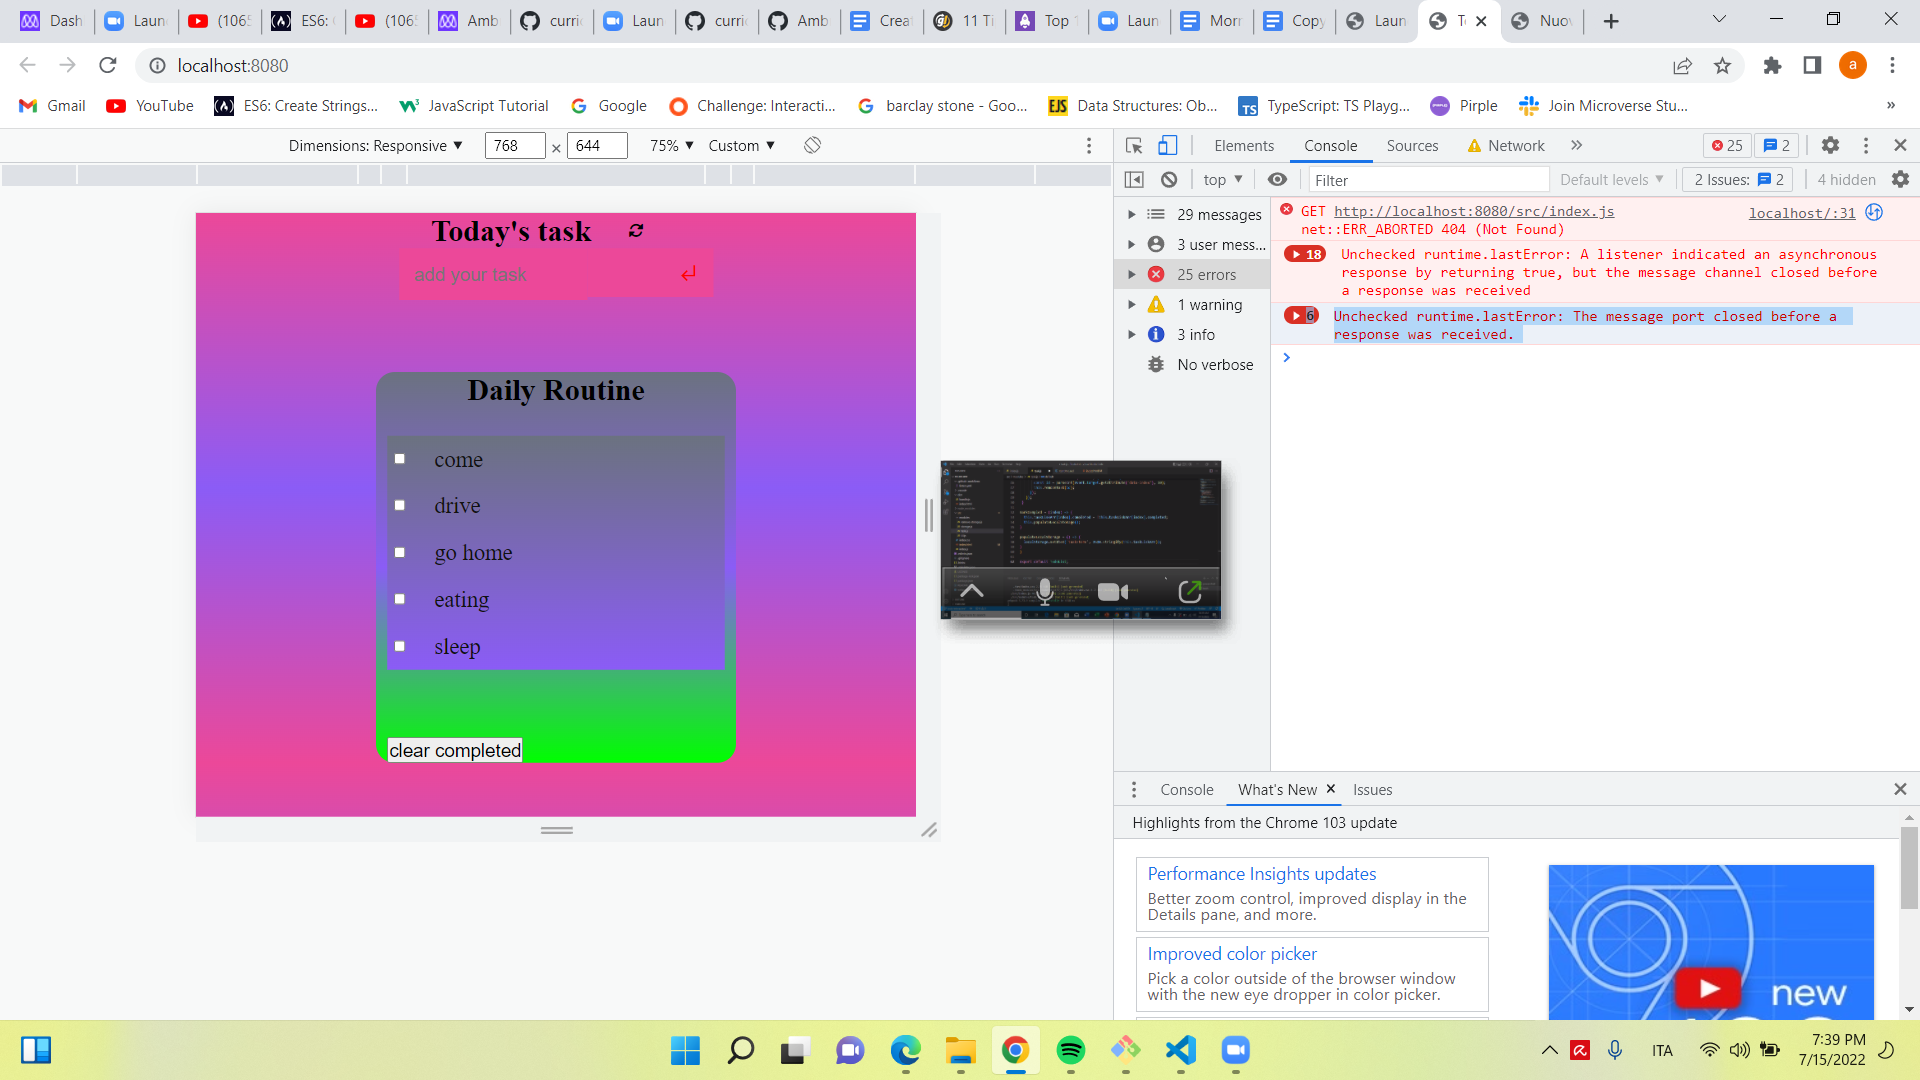 Dash
Laun
(1065
ES6: (
(1065
Amb
curric
Laun
curric
Amb
Creat
11 Ti
Top 1
Laun
Morn
Copy
Laun
To
Nuov
localhost:8080
a
Gmail
YouTube
ES6: Create Strings...
JavaScript Tutorial
Google
Challenge: Interacti...
barclay stone - Goo...
Data Structures: Ob...
TypeScript: TS Playg...
Pirple
Join Microverse Stu...
»
Dimensions: Responsive ▼ 768 × 644 75% ▼ Custom ▼
Elements Console Sources Network » 25 2
top ▼ Filter Default levels ▼ 2 Issues: 2 4 hidden
Today's task
add your task
Daily Routine
come
drive
go home
eating
sleep
clear completed
29 messages
3 user mess...
25 errors
1 warning
3 info
No verbose
GET http://localhost:8080/src/index.js localhost/:31
net::ERR_ABORTED 404 (Not Found)
18 Unchecked runtime.lastError: A listener indicated an asynchronous
response by returning true, but the message channel closed before
a response was received
6 Unchecked runtime.lastError: The message port closed before a
response was received.
Console What's New × Issues
Highlights from the Chrome 103 update
Performance Insights updates
Better zoom control, improved display in the
Details pane, and more.
Improved color picker
Pick a color outside of the browser window
with the new eye dropper in color picker.
new
ITA
7:39 PM
7/15/2022